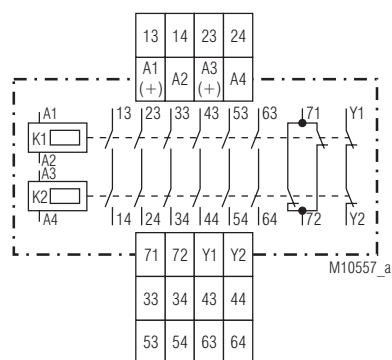 13 14 23 24
A1 (+) A2 A3 (+) A4
A1 13 23 33 43 53 63 71 Y1
K1
A2
A3
K2
A4 14 24 34 44 54 64 72 Y2
71 72 Y1 Y2
M10557_a
33 34 43 44
53 54 63 64